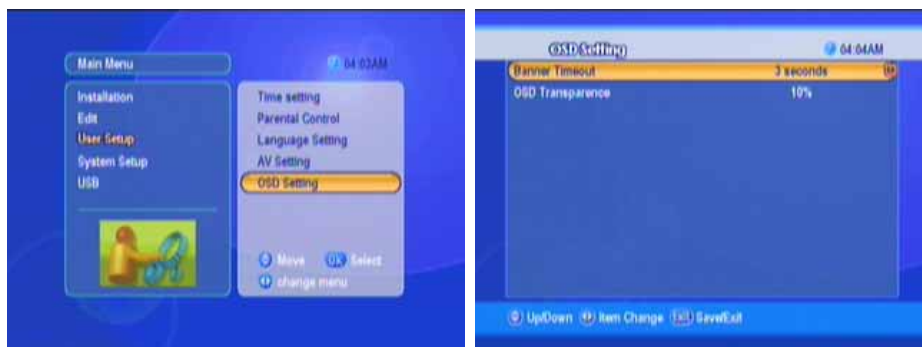 Main Menu
04:03AM
Installation
Edit
User Setup
System Setup
USB
Time setting
Parental Control
Language Setting
AV Setting
OSD Setting
Move OK Select
change menu
OSD Setting
04:04AM
Banner Timeout 3 seconds
OSD Transparence 10%
Up/Down Item Change Exit Save/Exit